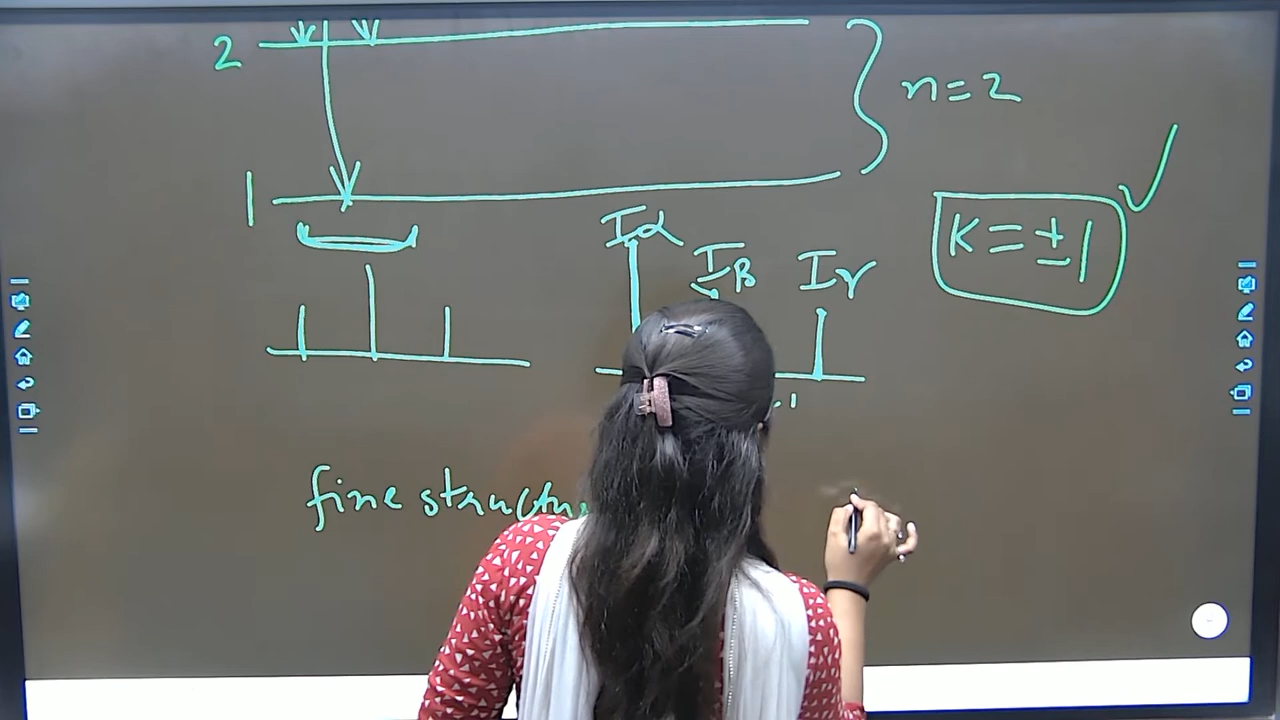 2
n=2
1
K=±1
Iα
Iβ
Iγ
fine structu